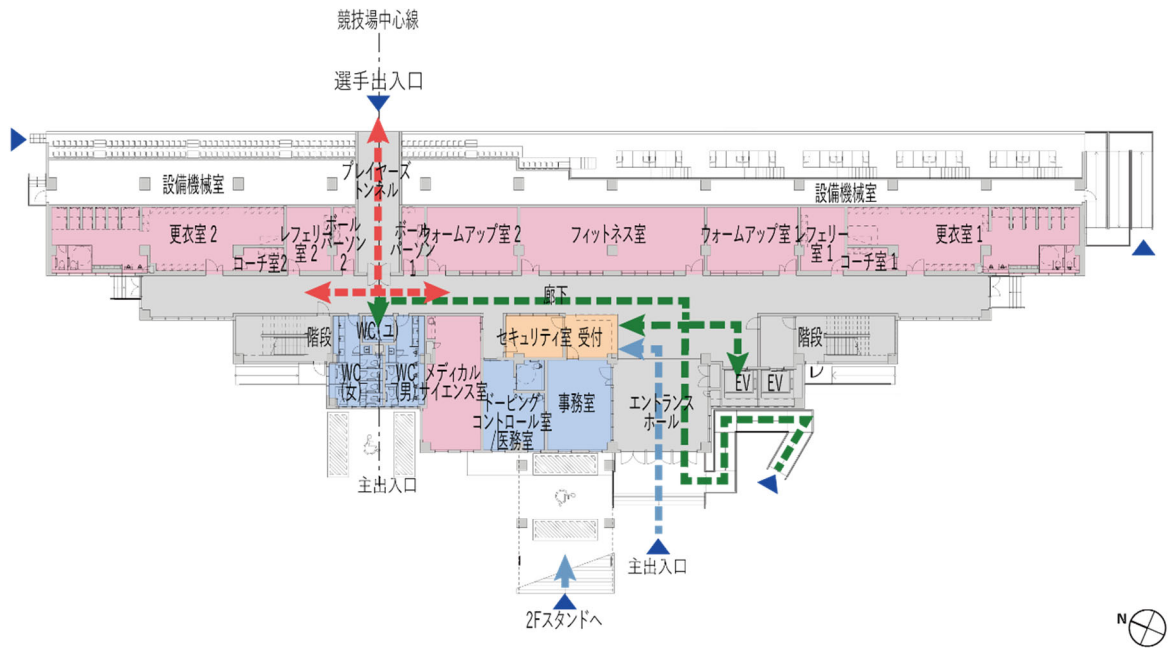 競技場中心線
選手出入口
プレイヤーズ
トンネル
設備機械室
設備機械室
更衣室 2
レフェリー
室 2
コーチ室2
ボール
パーソン
2
ボール
パーソン
1
ウォームアップ室 2
フィットネス室
ウォームアップ室 1
レフェリー
室 1
コーチ室 1
更衣室 1
廊下
階段
WC(ユ)
WC
(女)
WC
(男)
メディカル
サイエンス室
セキュリティ室
受付
ドーピング
コントロール室
/医務室
事務室
エントランス
ホール
EV
EV
階段
主出入口
主出入口
2Fスタンドへ
N